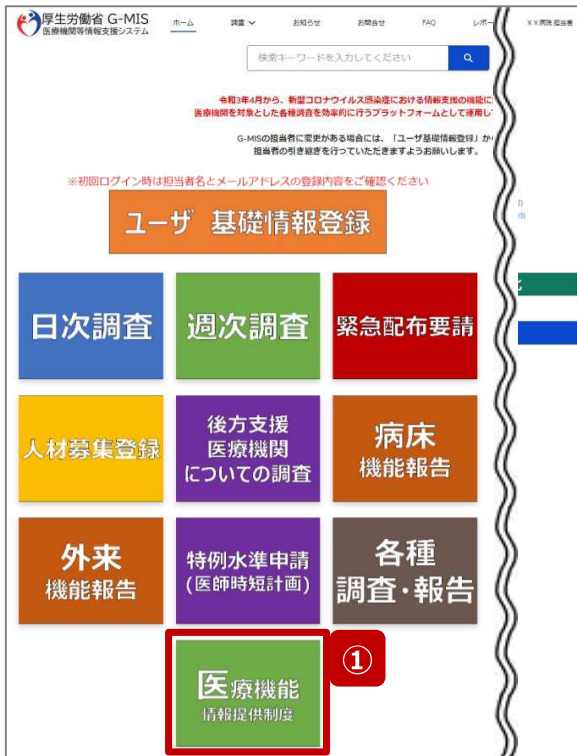 厚生労働省 G-MIS
医療機関等情報支援システム
ホーム 調査 お知らせ お問合せ FAQ レポー
XX病院 担当者
検索キーワードを入力してください
令和3年4月から、新型コロナウイルス感染症における情報支援の機能に
医療機関を対象とした各種調査を効率的に行うプラットフォームとして運用し
G-MISの担当者に変更がある場合には、「ユーザ基礎情報登録」か
担当者の引き継ぎを行っていただきますようお願いします。
※初回ログイン時は担当者名とメールアドレスの登録内容をご確認ください
ユーザ 基礎情報登録
日次調査
週次調査
緊急配布要請
人材募集登録
後方支援
医療機関
についての調査
病床
機能報告
外来
機能報告
特例水準申請
(医師時短計画)
各種
調査・報告
医療機能
情報提供制度
①